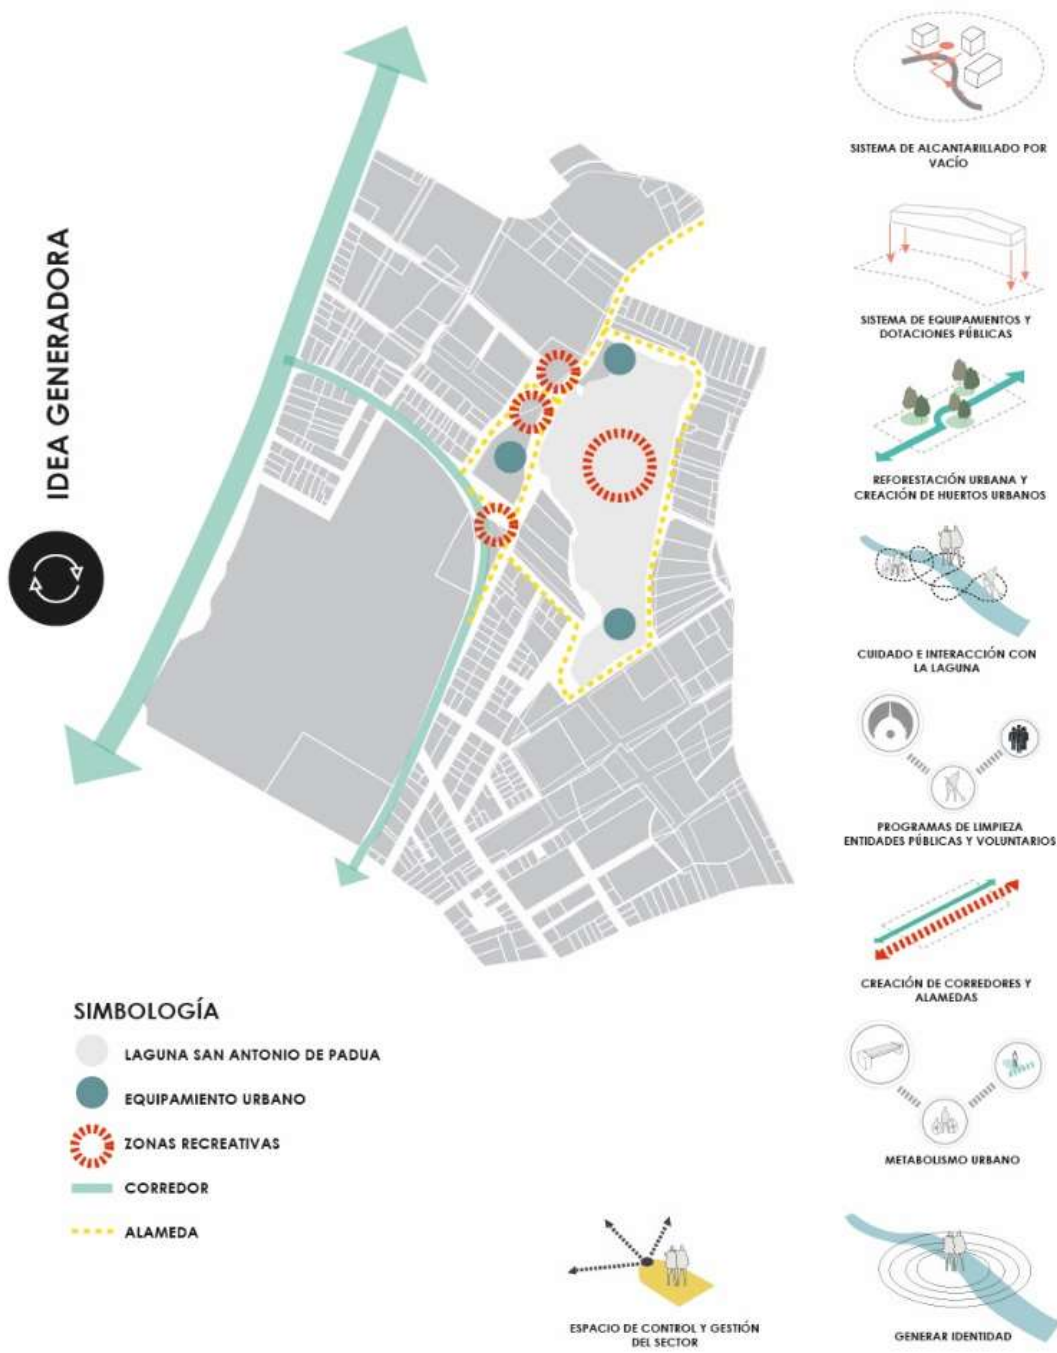 IDEA GENERADORA
SISTEMA DE ALCANTARILLADO POR
VACÍO
SISTEMA DE EQUIPAMIENTOS Y
DOTACIONES PÚBLICAS
REFORESTACIÓN URBANA Y
CREACIÓN DE HUERTOS URBANOS
CUIDADO E INTERACCIÓN CON
LA LAGUNA
PROGRAMAS DE LIMPIEZA
ENTIDADES PÚBLICAS Y VOLUNTARIOS
CREACIÓN DE CORREDORES Y
ALAMEDAS
METABOLISMO URBANO
GENERAR IDENTIDAD
SIMBOLOGÍA
LAGUNA SAN ANTONIO DE PADUA
EQUIPAMIENTO URBANO
ZONAS RECREATIVAS
CORREDOR
ALAMEDA
ESPACIO DE CONTROL Y GESTIÓN
DEL SECTOR